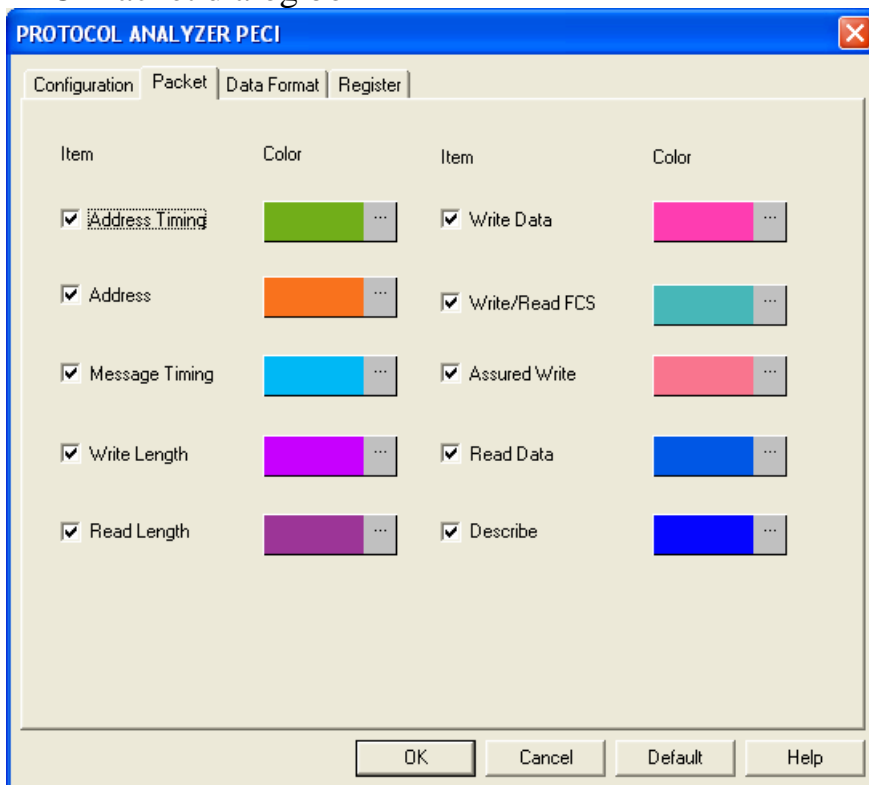 PROTOCOL ANALYZER PECI
Configuration Packet Data Format Register
Item Color Item Color
Address Timing ... Write Data ...
Address ... Write/Read FCS ...
Message Timing ... Assured Write ...
Write Length ... Read Data ...
Read Length ... Describe ...
OK Cancel Default Help